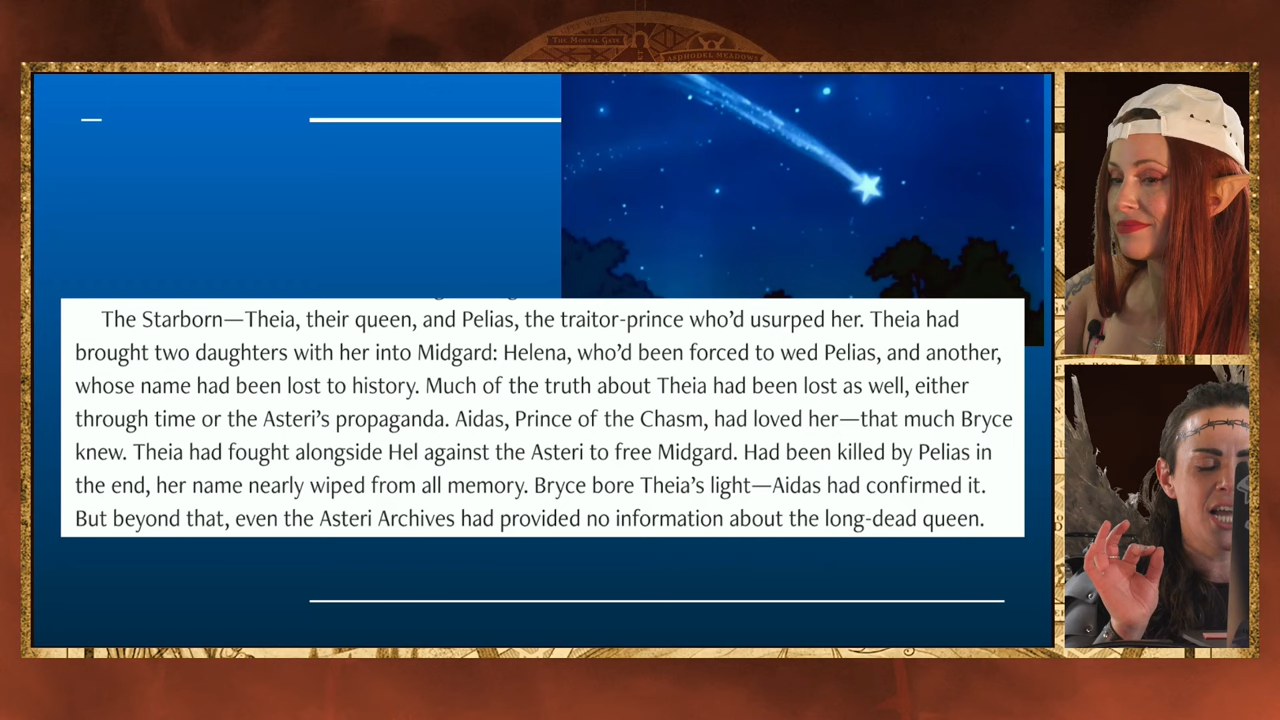 THE MORTAL GATE
ASPHODEL MEADOWS
The Starborn—Theia, their queen, and Pelias, the traitor-prince who’d usurped her. Theia had
brought two daughters with her into Midgard: Helena, who’d been forced to wed Pelias, and another,
whose name had been lost to history. Much of the truth about Theia had been lost as well, either
through time or the Asteri’s propaganda. Aidas, Prince of the Chasm, had loved her—that much Bryce
knew. Theia had fought alongside Hel against the Asteri to free Midgard. Had been killed by Pelias in
the end, her name nearly wiped from all memory. Bryce bore Theia’s light—Aidas had confirmed it.
But beyond that, even the Asteri Archives had provided no information about the long-dead queen.